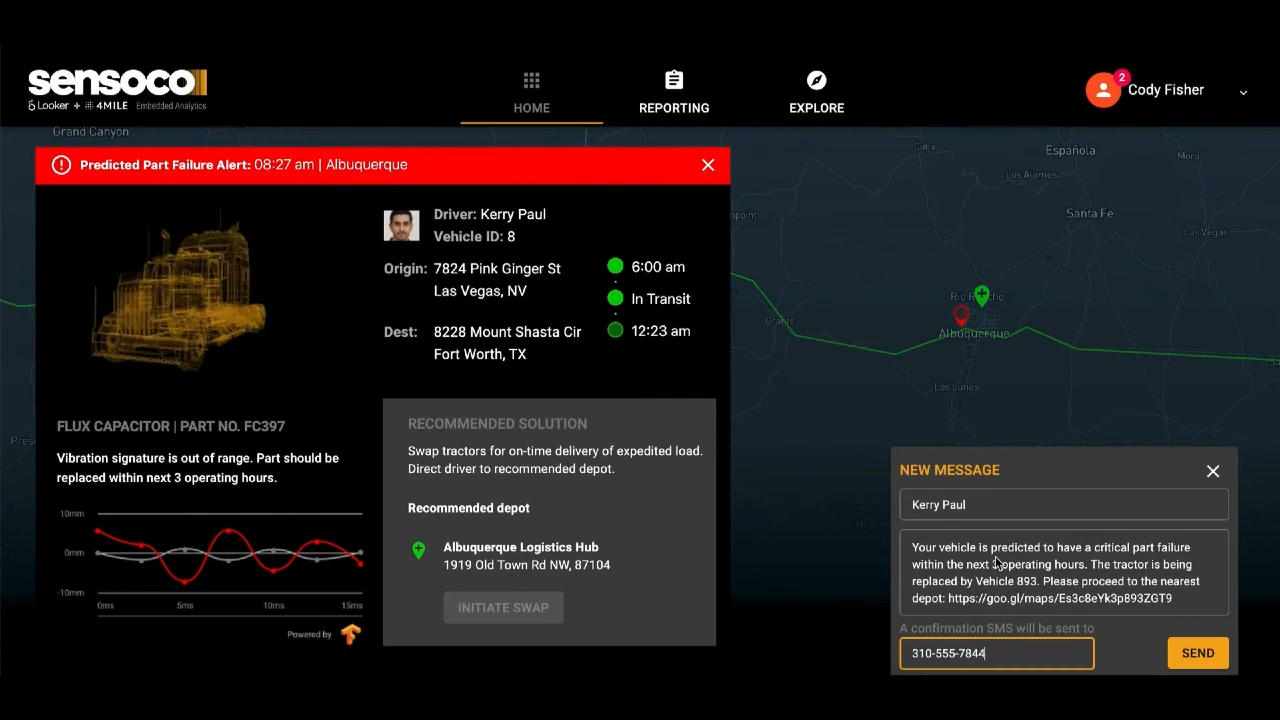 sensoco
Looker + 4MILE Embedded Analytics
HOME
REPORTING
EXPLORE
2
Cody Fisher
Grand Canyon
Predicted Part Failure Alert: 08:27 am | Albuquerque
Driver: Kerry Paul
Vehicle ID: 8
Origin: 7824 Pink Ginger St
Las Vegas, NV
Dest: 8228 Mount Shasta Cir
Fort Worth, TX
6:00 am
In Transit
12:23 am
FLUX CAPACITOR | PART NO. FC397
Vibration signature is out of range. Part should be
replaced within next 3 operating hours.
10mm
0mm
-10mm
0ms 5ms 10ms 15ms
Powered by
RECOMMENDED SOLUTION
Swap tractors for on-time delivery of expedited load.
Direct driver to recommended depot.
Recommended depot
Albuquerque Logistics Hub
1919 Old Town Rd NW, 87104
INITIATE SWAP
Cuba
Española
Mora
Los Alamos
Santa Fe
Las Vegas
Grants
Albuquerque
Los Lunas
NEW MESSAGE
Kerry Paul
Your vehicle is predicted to have a critical part failure
within the next operating hours. The tractor is being
replaced by Vehicle 893. Please proceed to the nearest
depot: https://goo.gl/maps/Es3c8eYk3p893ZGT9
A confirmation SMS will be sent to
310-555-7844
SEND